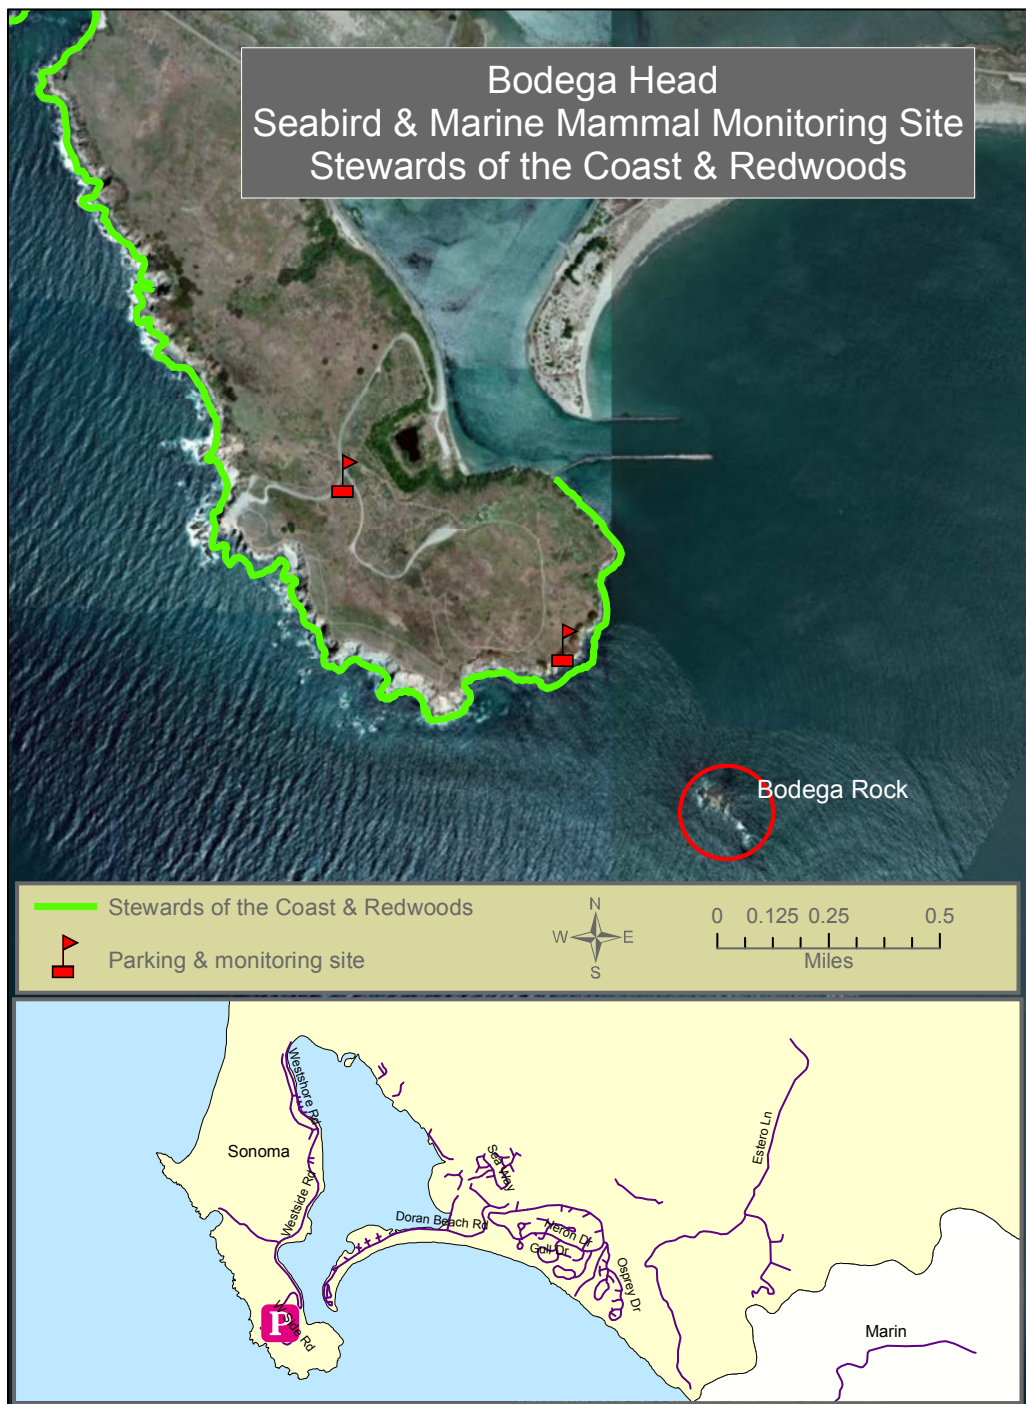 Bodega Head
Seabird & Marine Mammal Monitoring Site
Stewards of the Coast & Redwoods
Bodega Rock
Stewards of the Coast & Redwoods
Parking & monitoring site
N
W E
S
0 0.125 0.25 0.5
Miles
Westshore Rd
Sonoma
Westside Rd
Sea Way
Estero Ln
Doran Beach Rd
Heron Dr
Gull Dr
Osprey Dr
P
W Side Rd
Marin